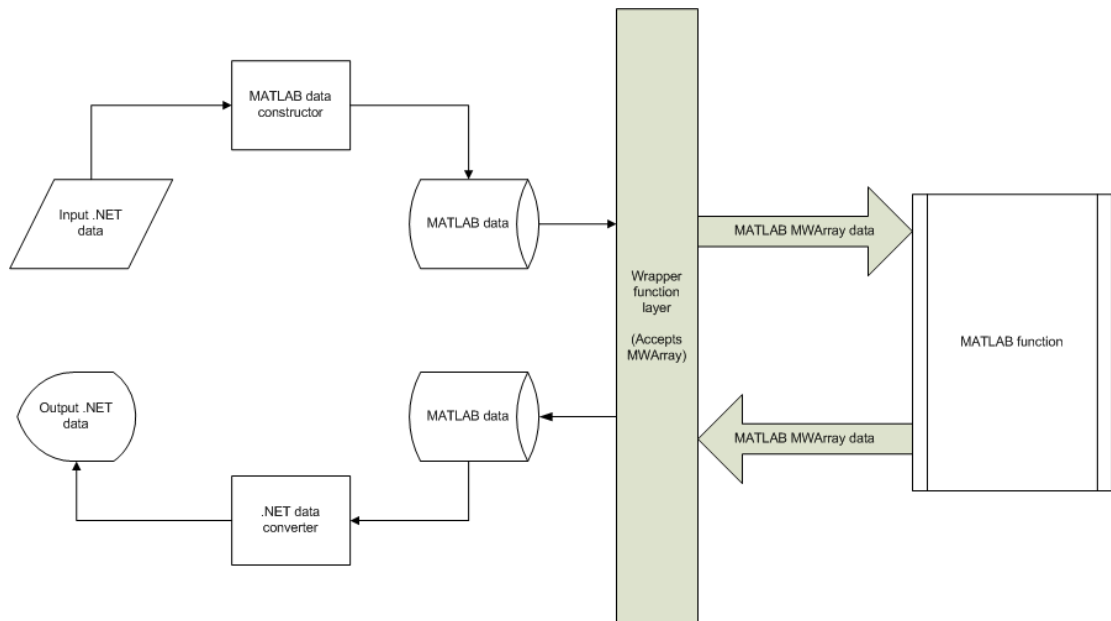 MATLAB data
constructor
Input .NET
data
MATLAB data
MATLAB MWArray data
Wrapper
function
layer
(Accepts
MWArray)
MATLAB function
Output .NET
data
MATLAB data
MATLAB MWArray data
.NET data
converter